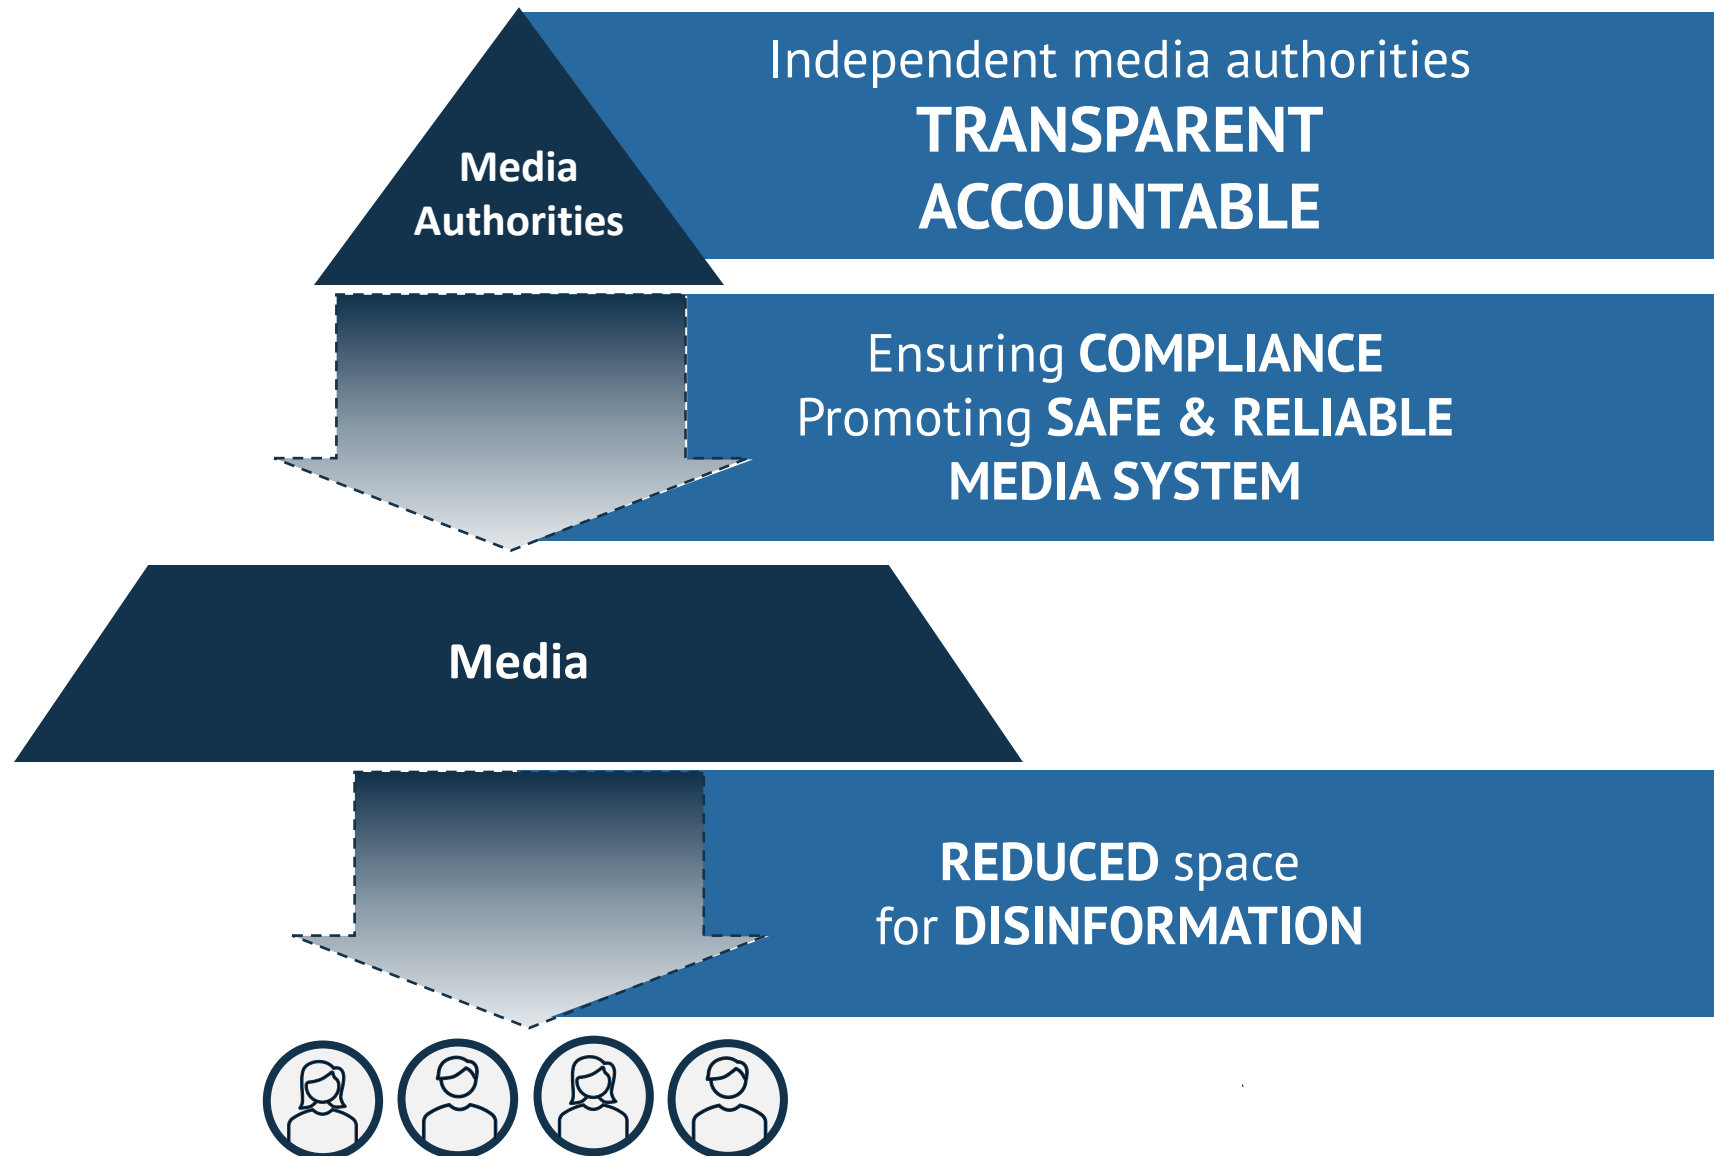 Media
Authorities
Independent media authorities
TRANSPARENT
ACCOUNTABLE
Ensuring COMPLIANCE
Promoting SAFE & RELIABLE
MEDIA SYSTEM
Media
REDUCED space
for DISINFORMATION